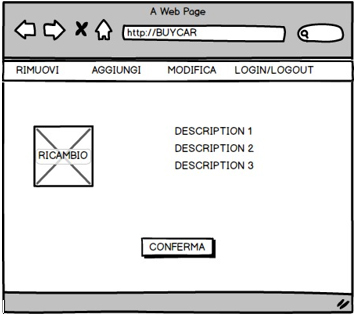 A Web Page
http://BUYCAR
RIMUOVI AGGIUNGI MODIFICA LOGIN/LOGOUT
DESCRIPTION 1
DESCRIPTION 2
RICAMBIO
DESCRIPTION 3
CONFERMA